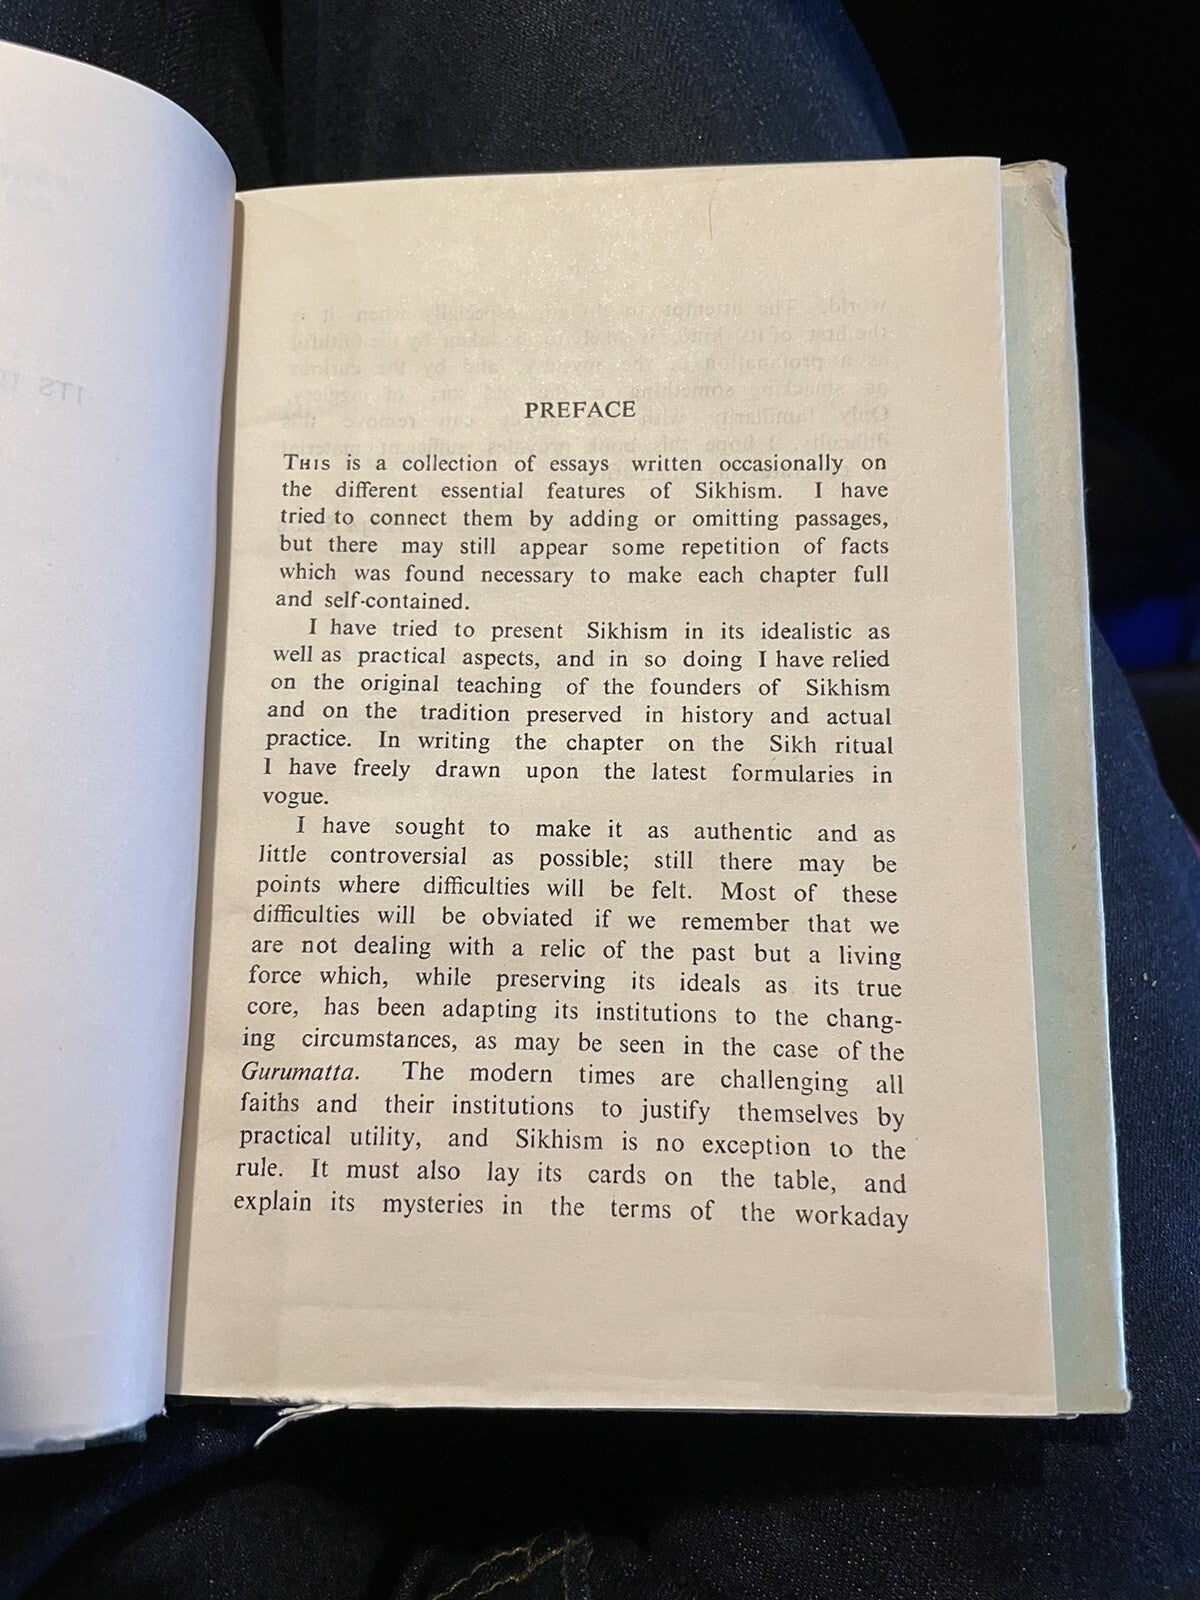 PREFACE
THIS is a collection of essays written occasionally on
the different essential features of Sikhism. I have
tried to connect them by adding or omitting passages,
but there may still appear some repetition of facts
which was found necessary to make each chapter full
and self-contained.
I have tried to present Sikhism in its idealistic as
well as practical aspects, and in so doing I have relied
on the original teaching of the founders of Sikhism
and on the tradition preserved in history and actual
practice. In writing the chapter on the Sikh ritual
I have freely drawn upon the latest formularies in
vogue.
I have sought to make it as authentic and as
little controversial as possible; still there may be
points where difficulties will be felt. Most of these
difficulties will be obviated if we remember that we
are not dealing with a relic of the past but a living
force which, while preserving its ideals as its true
core, has been adapting its institutions to the chang-
ing circumstances, as may be seen in the case of the
Gurumatta. The modern times are challenging all
faiths and their institutions to justify themselves by
practical utility, and Sikhism is no exception to the
rule. It must also lay its cards on the table, and
explain its mysteries in the terms of the workaday